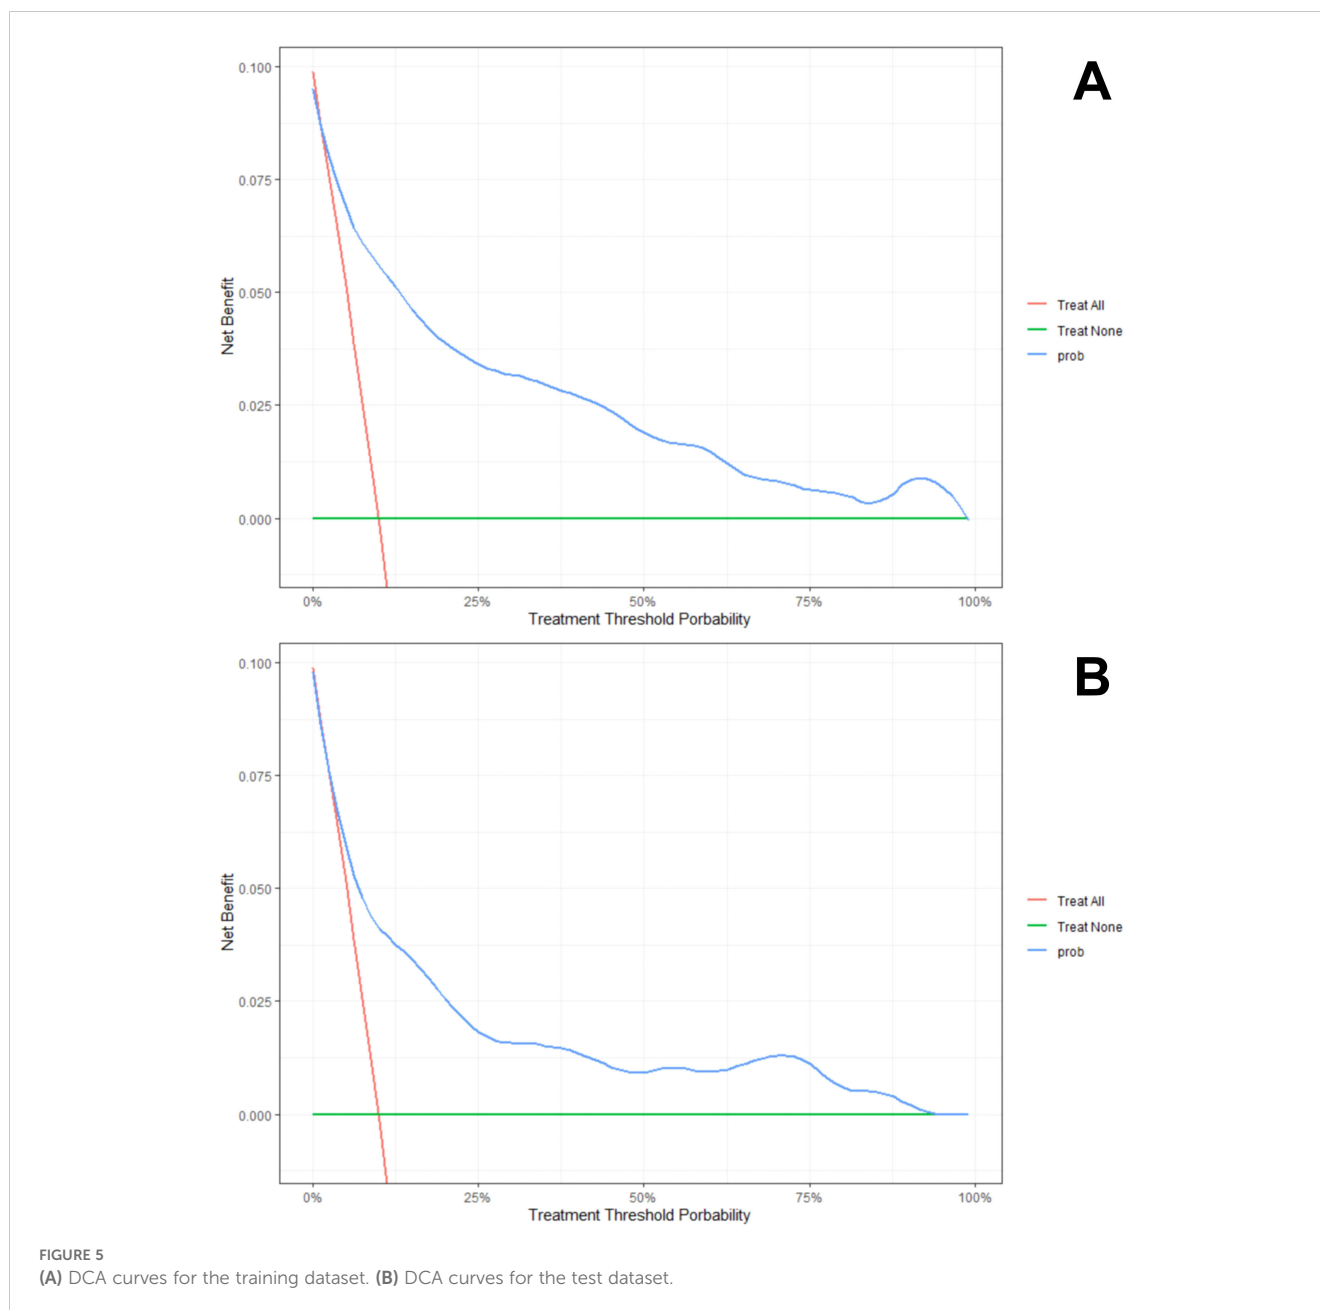 A
0.100
0.075
0.050
0.025
0.000
Net Benefit
0% 25% 50% 75% 100%
Treatment Threshold Porbability
Treat All
Treat None
prob
B
0.100
0.075
0.050
0.025
0.000
Net Benefit
0% 25% 50% 75% 100%
Treatment Threshold Porbability
Treat All
Treat None
prob
FIGURE 5
(A) DCA curves for the training dataset. (B) DCA curves for the test dataset.